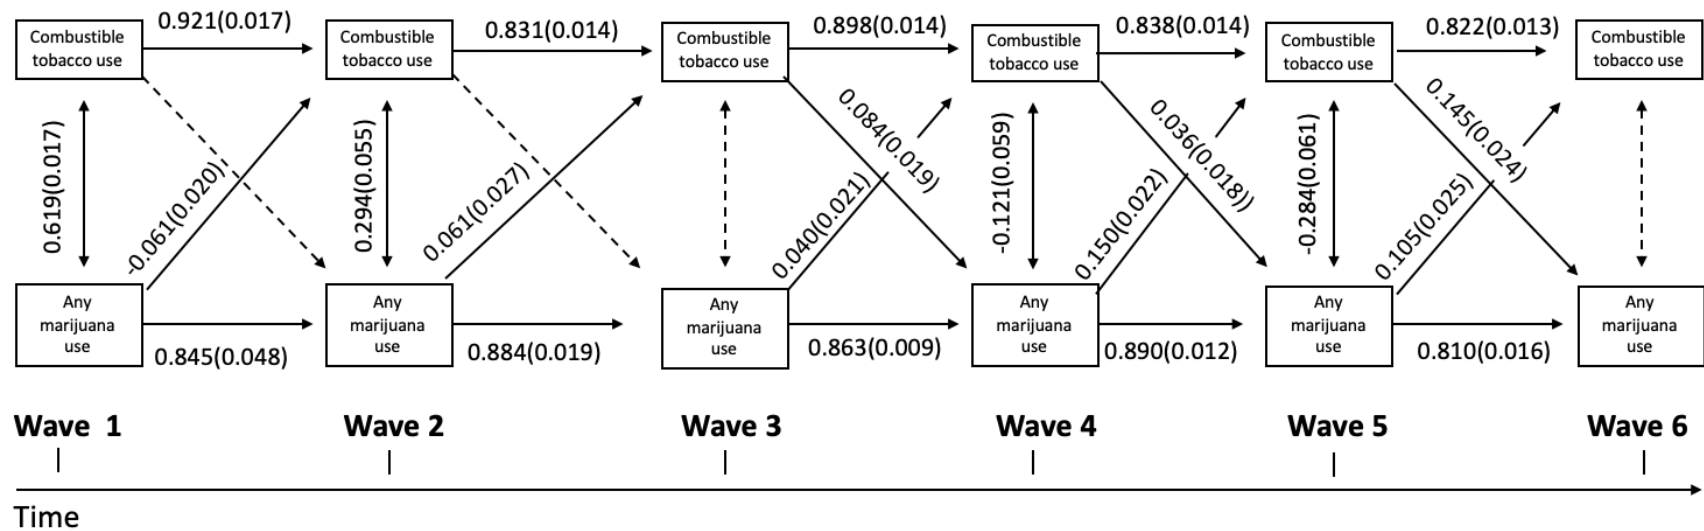 0.921(0.017)
0.831(0.014)
0.898(0.014)
0.838(0.014)
0.822(0.013)
Combustible
tobacco use
Combustible
tobacco use
Combustible
tobacco use
Combustible
tobacco use
Combustible
tobacco use
Combustible
tobacco use
0.619(0.017)
-0.061(0.020)
0.294(0.055)
0.061(0.027)
0.084(0.019)
0.040(0.021)
-0.121(0.059)
0.036(0.018))
0.150(0.022)
-0.284(0.061)
0.145(0.024)
0.105(0.025)
Any
marijuana
use
Any
marijuana
use
Any
marijuana
use
Any
marijuana
use
Any
marijuana
use
Any
marijuana
use
0.845(0.048)
0.884(0.019)
0.863(0.009)
0.890(0.012)
0.810(0.016)
Wave 1
Wave 2
Wave 3
Wave 4
Wave 5
Wave 6
Time